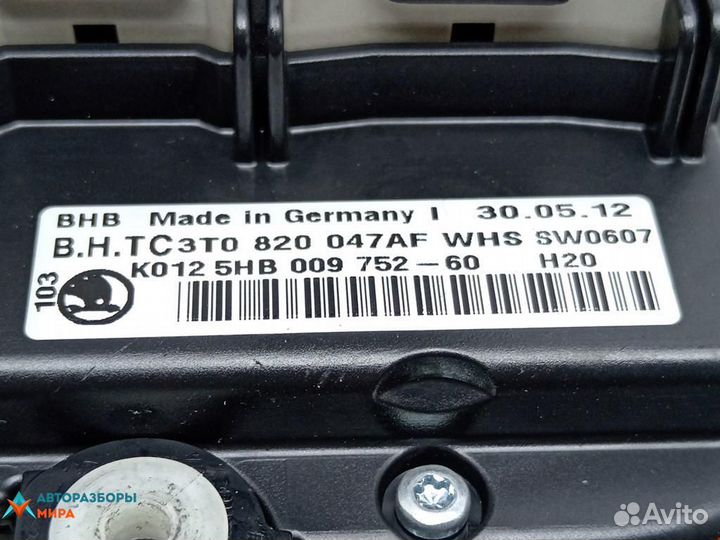 BHB Made in Germany I 30.05.12
B.H.TC3T0 820 047AF WHS SW0607
K012 5HB 009 752-60 H20
103
АВТОРАЗБОРЫ
МИРА
Avito